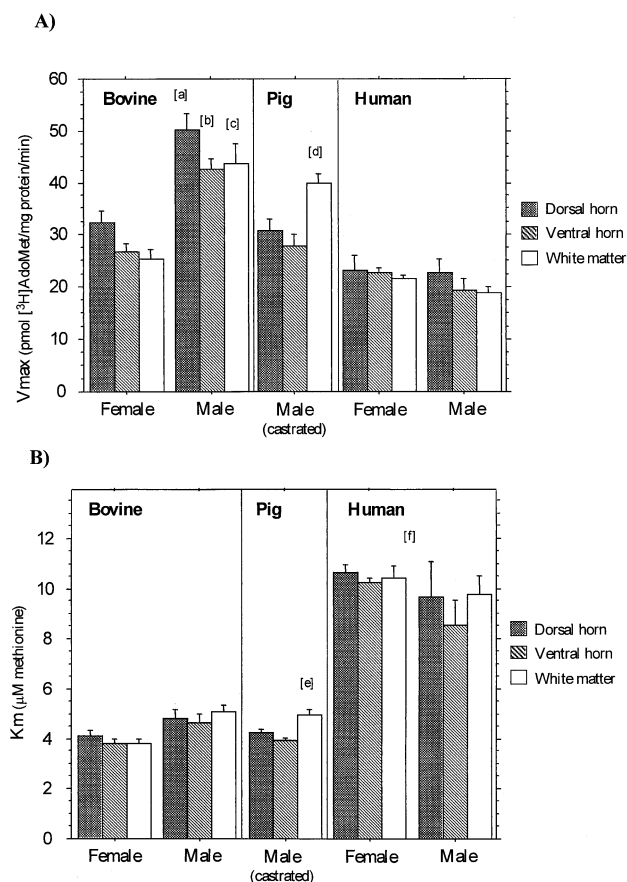 A)
60
50
40
30
20
10
0
Vmax (pmol [³H]AdoMet/mg protein/min)
Bovine
Pig
Human
[a]
[b]
[c]
[d]
Dorsal horn
Ventral horn
White matter
Female
Male
Male
(castrated)
Female
Male
B)
12
10
8
6
4
2
0
Km (µM methionine)
Bovine
Pig
Human
[e]
[f]
Dorsal horn
Ventral horn
White matter
Female
Male
Male
(castrated)
Female
Male